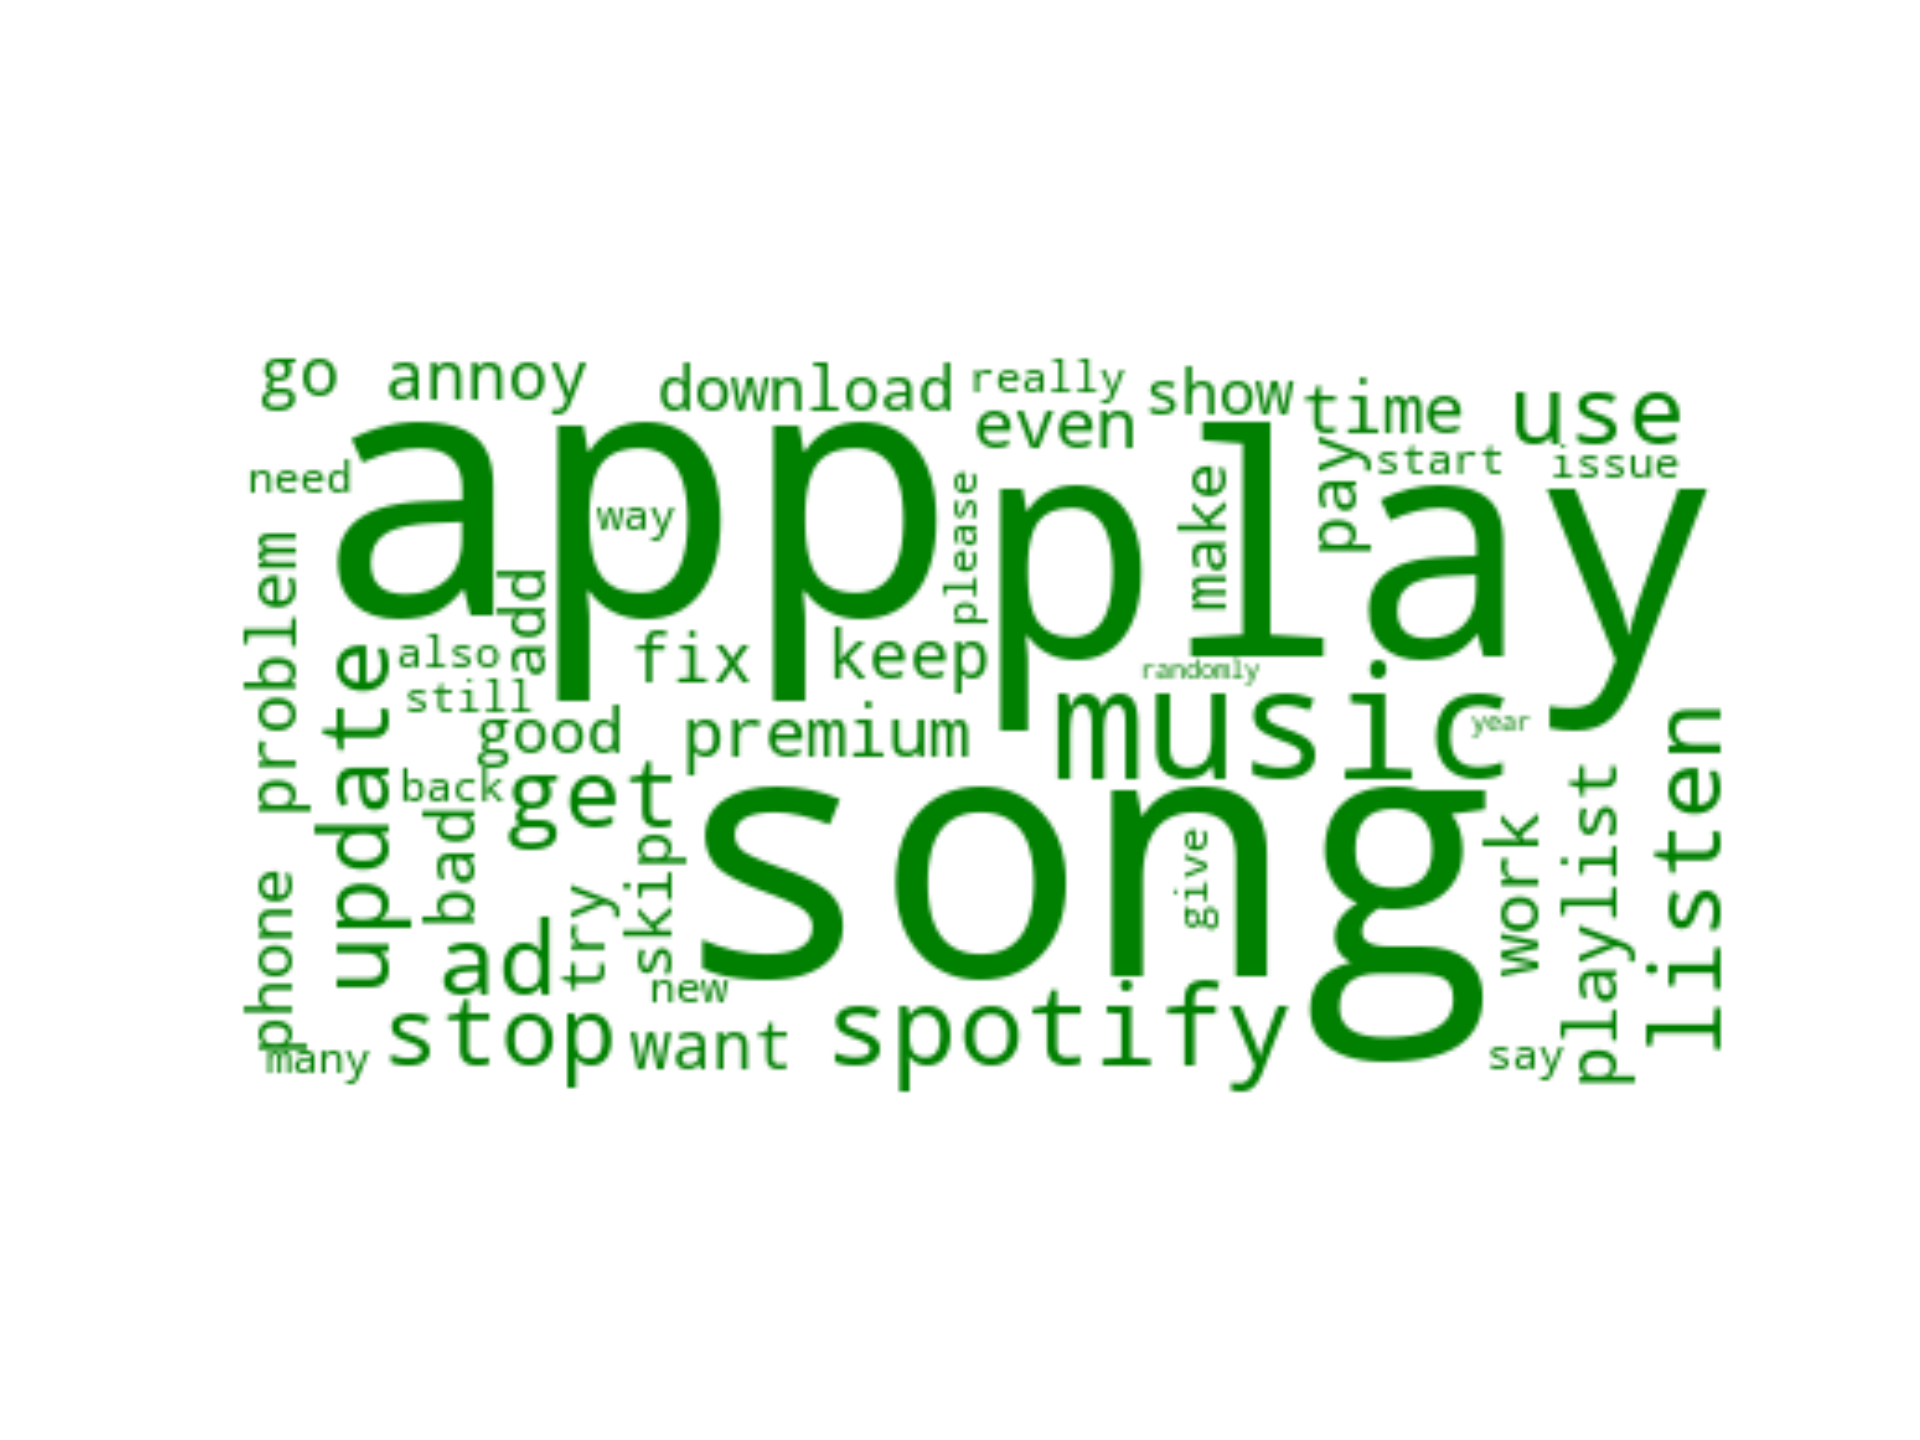 go annoy download really show time use
even
need start issue
app play
way please make pay
problem add
also fix keep randomly
still music
update good premium year
back get
bad song
phone skip give work playlist listen
ad try
new
many stop want spotify say